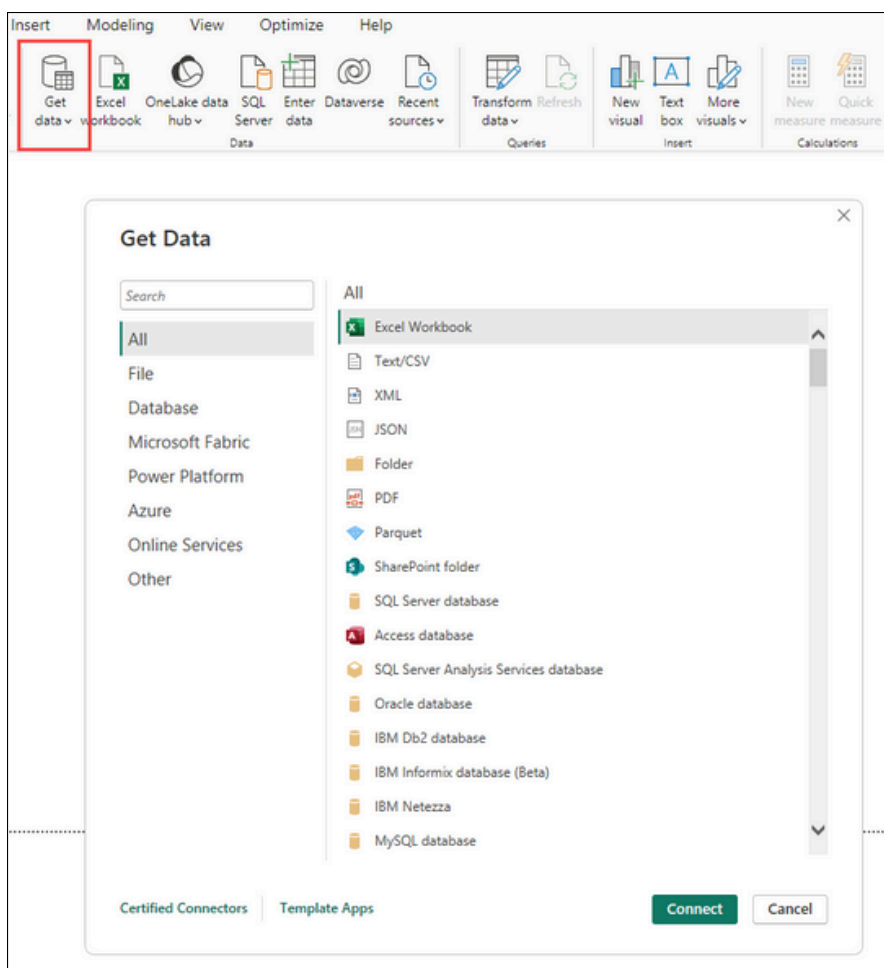 Insert Modeling View Optimize Help
Get data Excel workbook OneLake data hub SQL Server Enter data Dataverse Recent sources Transform data Refresh New visual Text box More visuals New measure Quick measure
Data Queries Insert Calculations
Get Data
Search
All
File
Database
Microsoft Fabric
Power Platform
Azure
Online Services
Other
All
Excel Workbook
Text/CSV
XML
JSON
Folder
PDF
Parquet
SharePoint folder
SQL Server database
Access database
SQL Server Analysis Services database
Oracle database
IBM Db2 database
IBM Informix database (Beta)
IBM Netezza
MySQL database
Certified Connectors Template Apps Connect Cancel